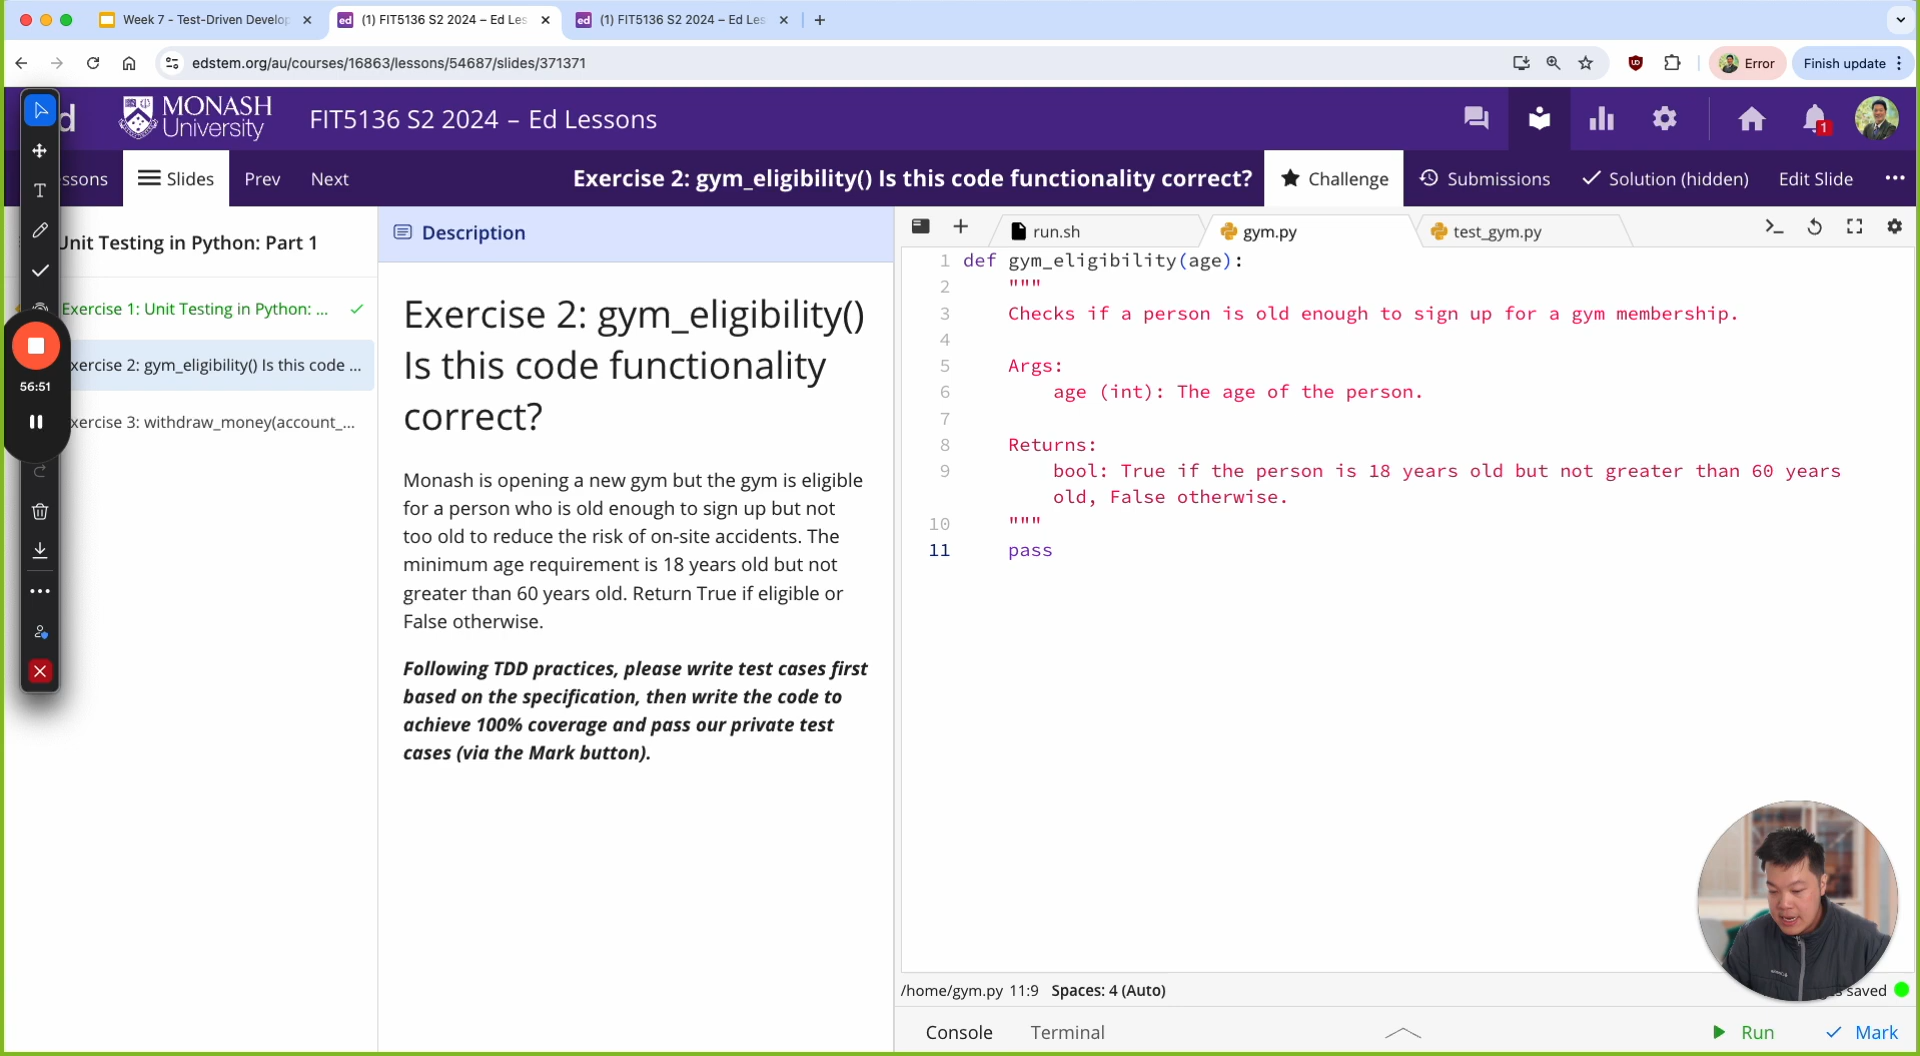 Week 7 - Test-Driven Develop
(1) FIT5136 S2 2024 – Ed Les
(1) FIT5136 S2 2024 – Ed Les
edstem.org/au/courses/16863/lessons/54687/slides/371371
Error
Finish update
MONASH
University
FIT5136 S2 2024 – Ed Lessons
1
ssons
Slides
Prev
Next
Exercise 2: gym_eligibility() Is this code functionality correct?
Challenge
Submissions
Solution (hidden)
Edit Slide
Unit Testing in Python: Part 1
Exercise 1: Unit Testing in Python: ...
xercise 2: gym_eligibility() Is this code ...
xercise 3: withdraw_money(account_...
56:51
Description
Exercise 2: gym_eligibility()
Is this code functionality
correct?
Monash is opening a new gym but the gym is eligible
for a person who is old enough to sign up but not
too old to reduce the risk of on-site accidents. The
minimum age requirement is 18 years old but not
greater than 60 years old. Return True if eligible or
False otherwise.
Following TDD practices, please write test cases first
based on the specification, then write the code to
achieve 100% coverage and pass our private test
cases (via the Mark button).
run.sh
gym.py
test_gym.py
1 def gym_eligibility(age):
2 """
3 Checks if a person is old enough to sign up for a gym membership.
4
5 Args:
6 age (int): The age of the person.
7
8 Returns:
9 bool: True if the person is 18 years old but not greater than 60 years
old, False otherwise.
10 """
11 pass
/home/gym.py 11:9 Spaces: 4 (Auto)
saved
Console
Terminal
Run
Mark